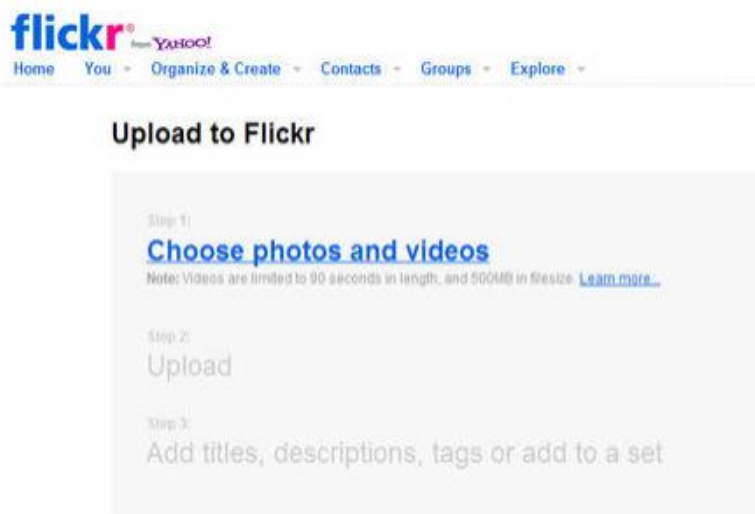 flickr from YAHOO!
Home You Organize & Create Contacts Groups Explore
Upload to Flickr
Step 1:
Choose photos and videos
Note: Videos are limited to 90 seconds in length, and 500MB in filesize. Learn more...
Step 2:
Upload
Step 3:
Add titles, descriptions, tags or add to a set